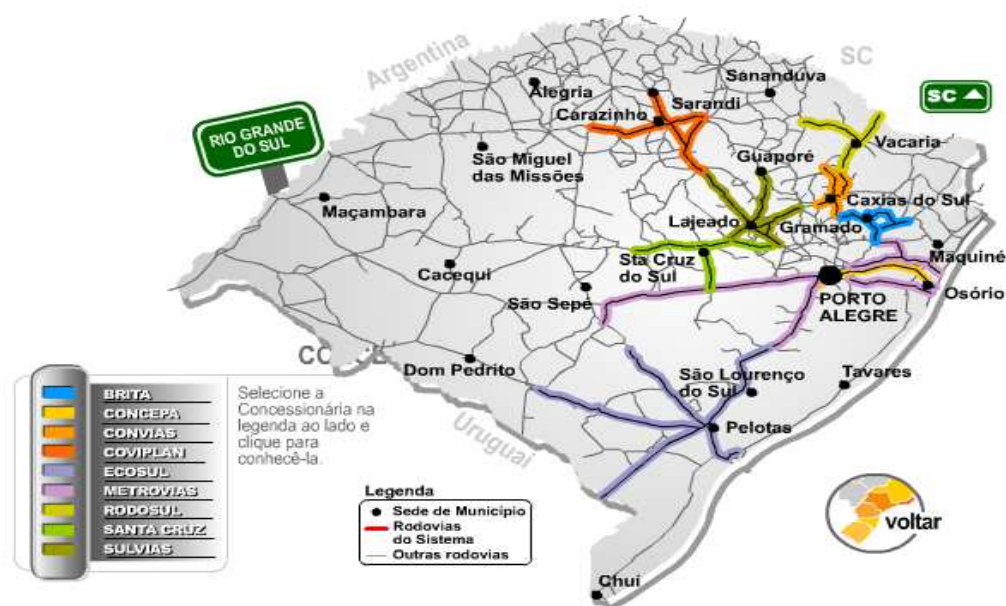 Argentina
SC
SC
RIO GRANDE
DO SUL
Alegria
Sananduva
Sarandi
Carazinho
Vacaria
São Miguel
das Missões
Guaporé
Maçambara
Caxias do Sul
Lajeado
Gramado
Maquiné
Cacequi
Sta Cruz
do Sul
São Sepé
PORTO
ALEGRE
Osório
Dom Pedrito
São Lourenço
do Sul
Tavares
Pelotas
Uruguai
Chuí
BRITA
CONCEPA
CONVIAS
COVIPLAN
ECOSUL
METROVIAS
RODOSUL
SANTA CRUZ
SULVIAS
Selecione a
Concessionária na
legenda ao lado e
clique para
conhecê-la.
Legenda
Sede de Município
Rodovias
do Sistema
Outras rodovias
voltar